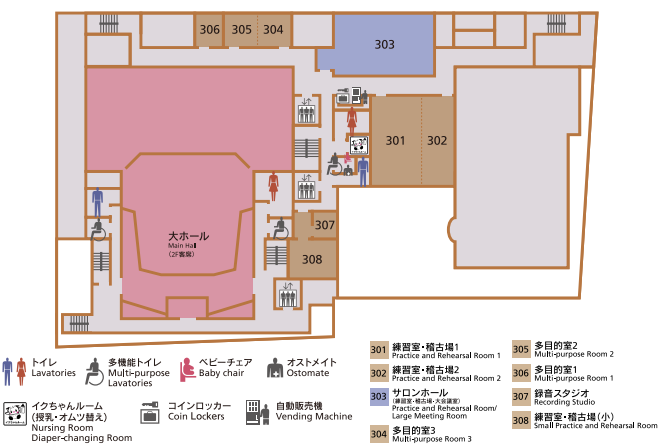 306
305
304
303
301
302
大ホール
Main Hall
(2F客席)
307
308
トイレ
Lavatories
多機能トイレ
Multi-purpose
Lavatories
ベビーチェア
Baby chair
オストメイト
Ostomate
イクちゃんルーム
(授乳・オムツ替え)
Nursing Room
Diaper-changing Room
コインロッカー
Coin Lockers
自動販売機
Vending Machine
301 練習室・稽古場1
Practice and Rehearsal Room 1
302 練習室・稽古場2
Practice and Rehearsal Room 2
303 サロンホール
(練習室・稽古場・大会議室)
Practice and Rehearsal Room/
Large Meeting Room
304 多目的室3
Multi-purpose Room 3
305 多目的室2
Multi-purpose Room 2
306 多目的室1
Multi-purpose Room 1
307 録音スタジオ
Recording Studio
308 練習室・稽古場(小)
Small Practice and Rehearsal Room